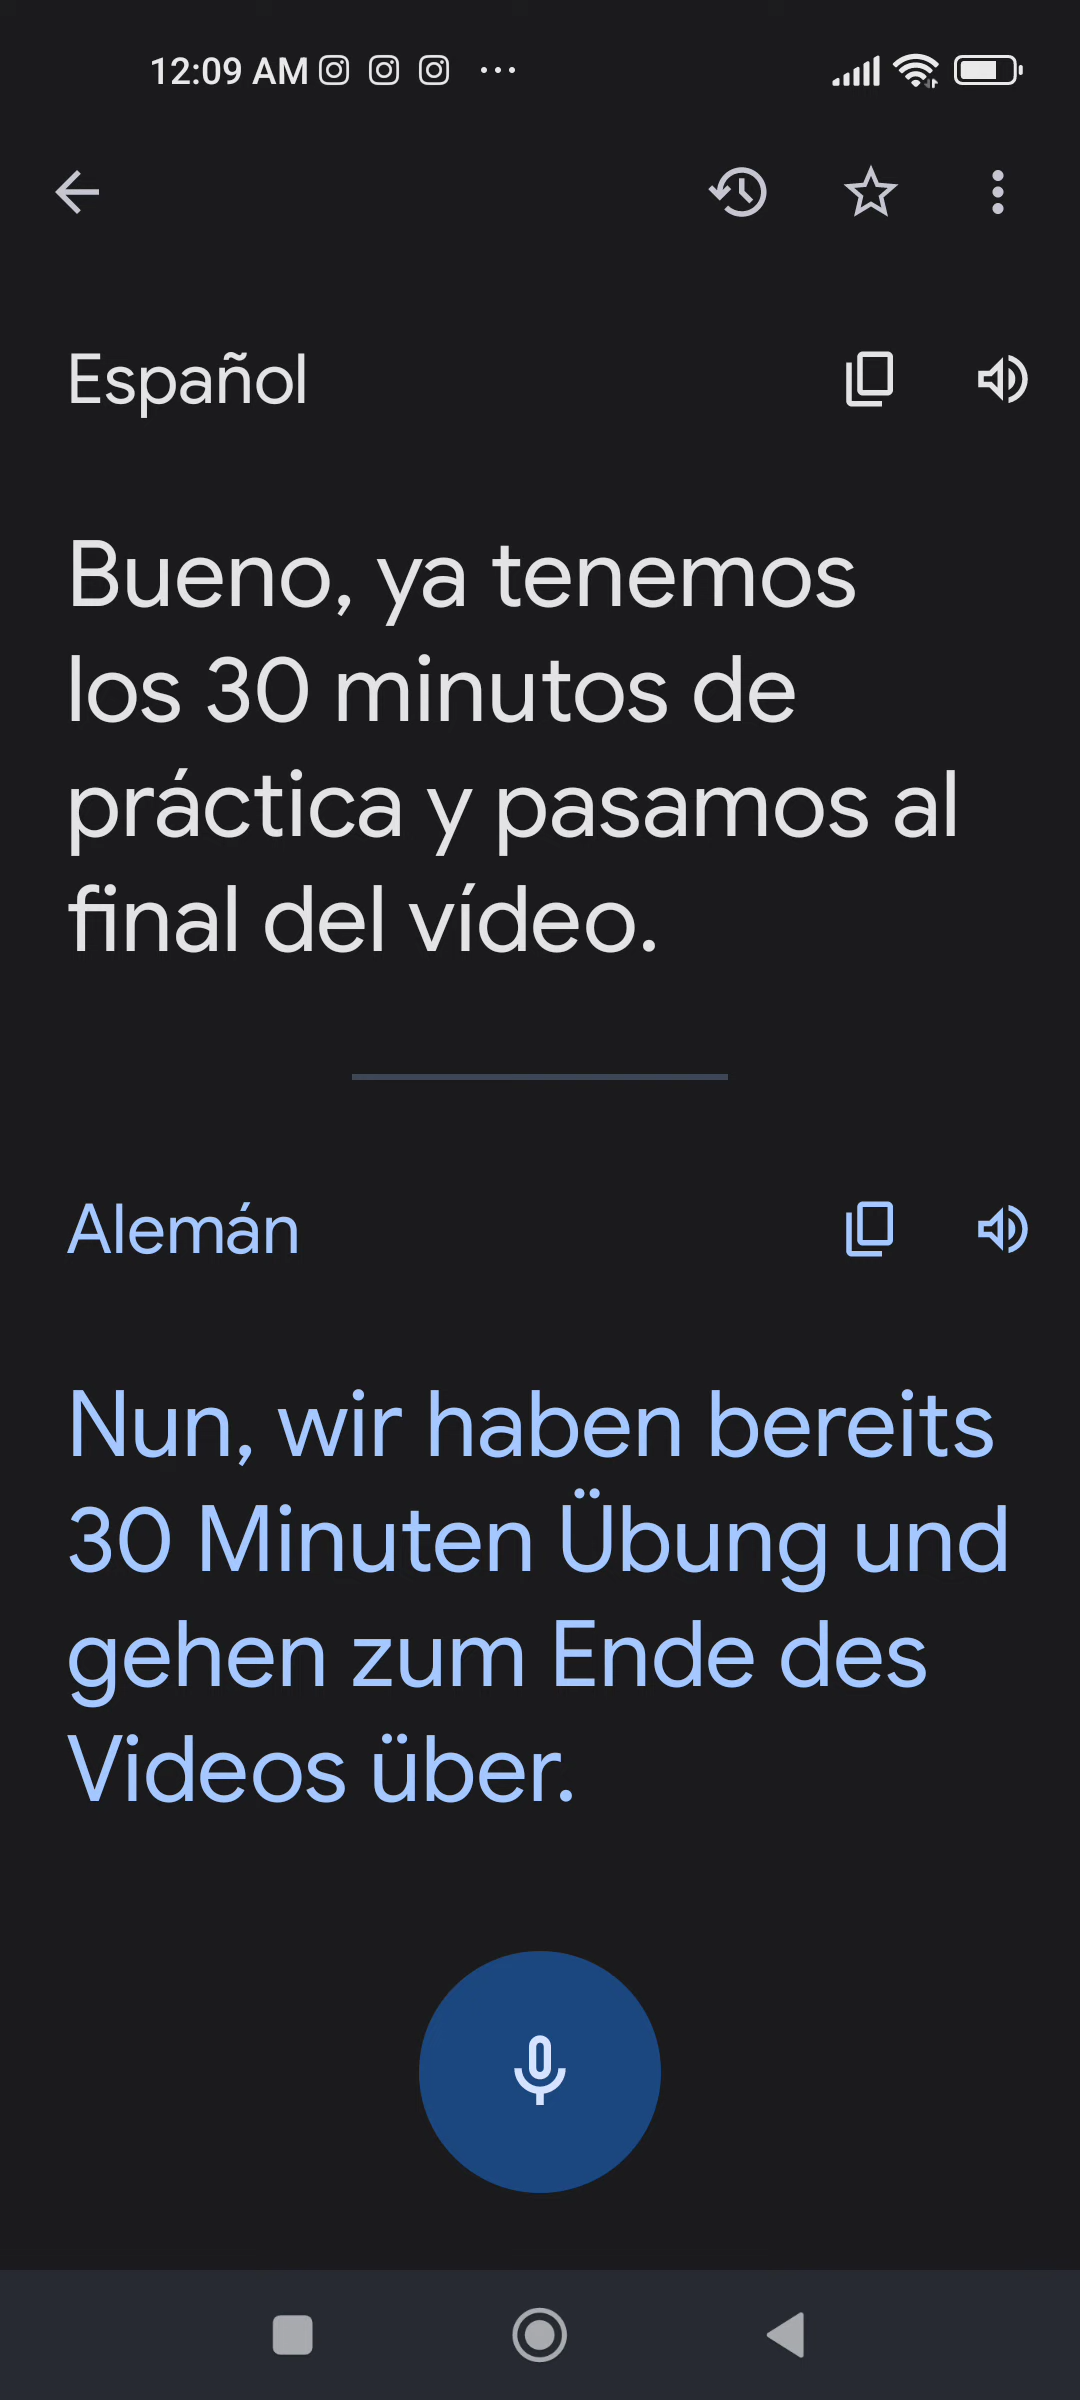 12:09 AM
Español
Bueno, ya tenemos
los 30 minutos de
práctica y pasamos al
final del vídeo.
Alemán
Nun, wir haben bereits
30 Minuten Übung und
gehen zum Ende des
Videos über.